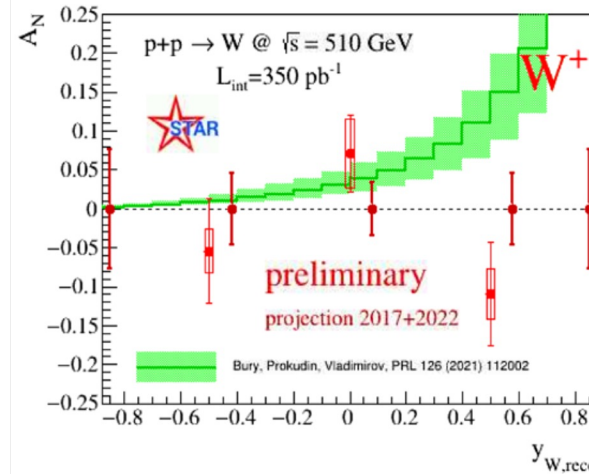 A_N
0.25
p+p → W @ √s = 510 GeV
0.2
L_int=350 pb⁻¹
W⁺
0.15
STAR
0.1
0.05
0
−0.05
preliminary
−0.1
projection 2017+2022
−0.15
−0.2
Bury, Prokudin, Vladimirov, PRL 126 (2021) 112002
−0.25
−0.8 −0.6 −0.4 −0.2 0 0.2 0.4 0.6 0.8
y_W,reco